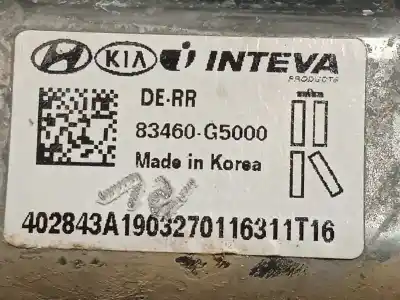 KIA INTEVA
PRODUCTS
DE-RR
83460-G5000
Made in Korea
402843A1903270116311T16